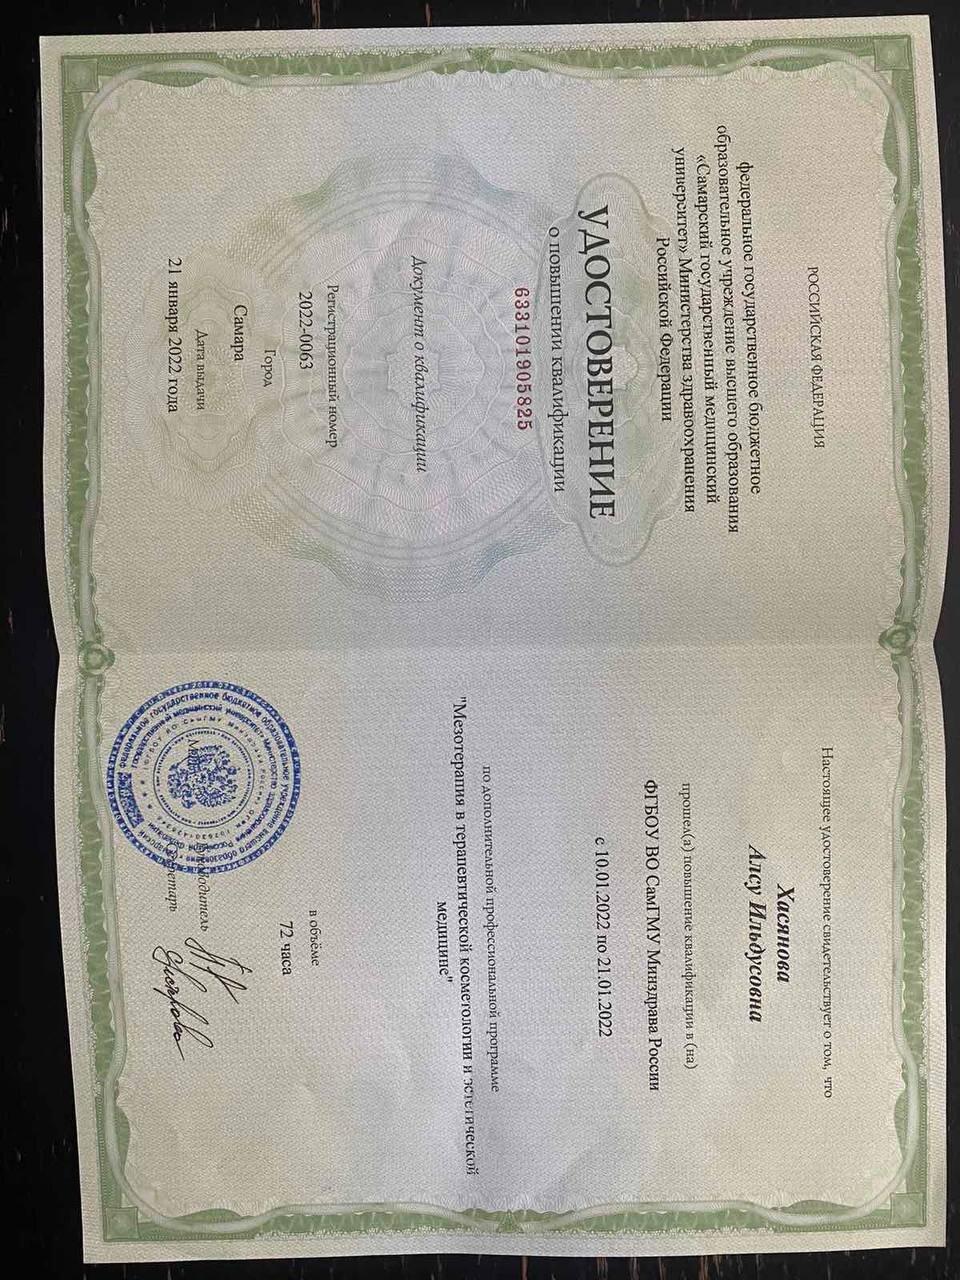 РОССИЙСКАЯ ФЕДЕРАЦИЯ
федеральное государственное бюджетное
образовательное учреждение высшего образования
«Самарский государственный медицинский
университет» Министерства здравоохранения
Российской Федерации
УДОСТОВЕРЕНИЕ
о повышении квалификации
633101905825
Документ о квалификации
Регистрационный номер
2022-0063
Город
Самара
Дата выдачи
21 января 2022 года
Настоящее удостоверение свидетельствует о том, что
Хасянова
Алсу Ильдусовна
прошел(а) повышение квалификации в (на)
ФГБОУ ВО СамГМУ Минздрава России
с 10.01.2022 по 21.01.2022
по дополнительной профессиональной программе
"Мезотерапия в терапевтической косметологии и эстетической
медицине"
в объёме
72 часа
Руководитель
Секретарь